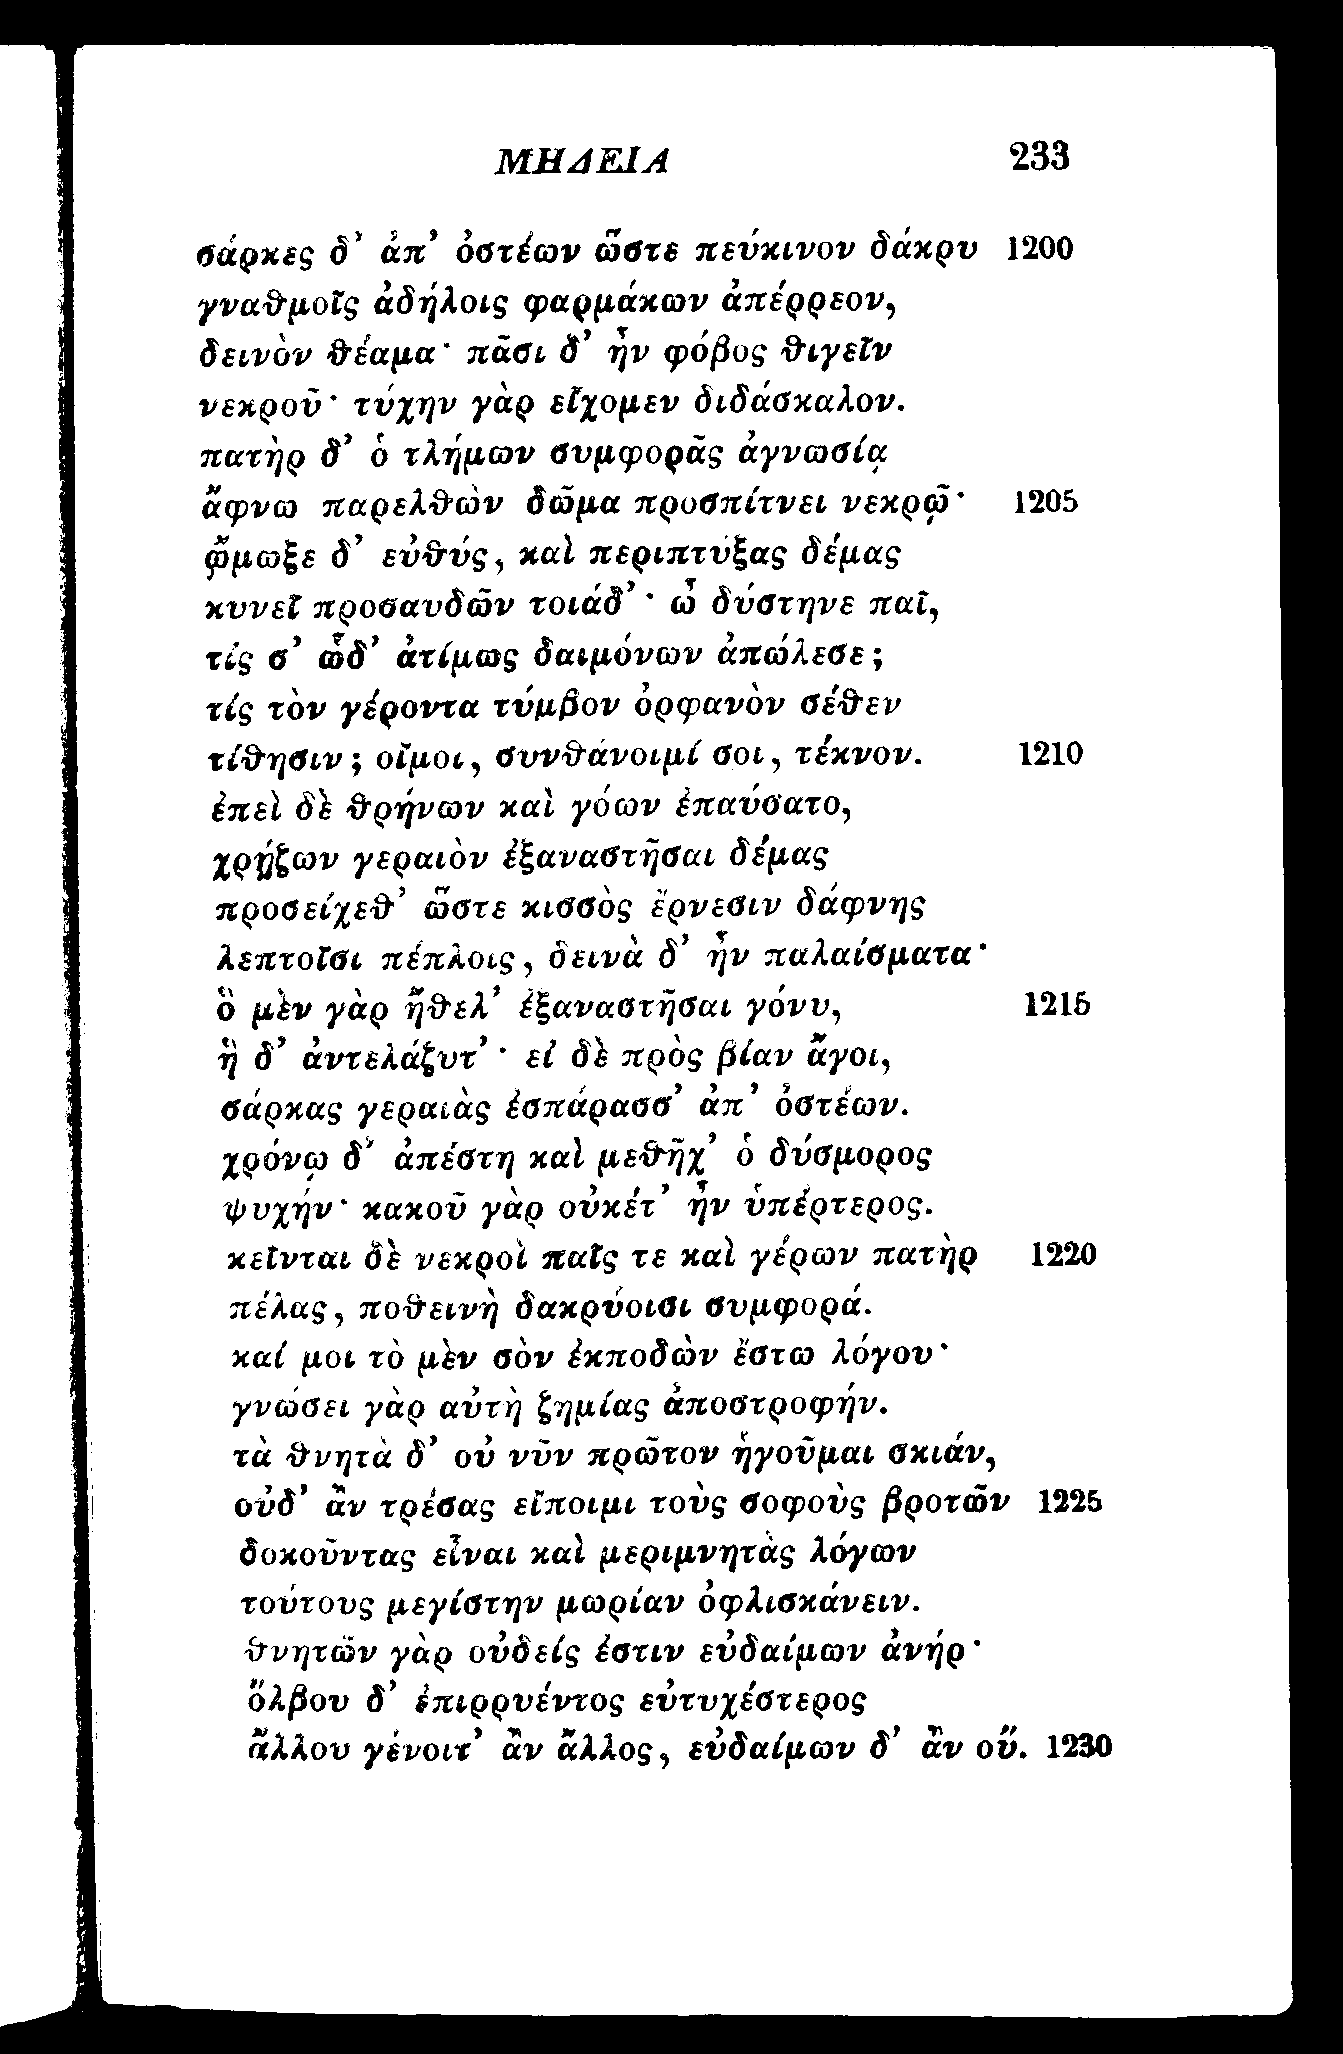 ΜΗΔΕΙΑ 233
σάρκες δ’ ἀπ’ ὀστέων ὥστε πεύκινον δάκρυ 1200
γναθμοῖς ἀδήλοις φαρμάκων ἀπέρρεον,
δεινὸν θέαμα· πᾶσι δ’ ἦν φόβος θιγεῖν
νεκροῦ· τύχην γὰρ εἴχομεν διδάσκαλον.
πατὴρ δ’ ὁ τλήμων συμφορᾶς ἀγνωσίᾳ
ἄφνω παρελθὼν δῶμα προσπίτνει νεκρῷ· 1205
ᾤμωξε δ’ εὐθύς, καὶ περιπτύξας δέμας
κυνεῖ προσαυδῶν τοιάδ’· ὦ δύστηνε παῖ,
τίς σ’ ὧδ’ ἀτίμως δαιμόνων ἀπώλεσε;
τίς τὸν γέροντα τύμβον ὀρφανὸν σέθεν
τίθησιν; οἴμοι, συνθάνοιμί σοι, τέκνον. 1210
ἐπεὶ δὲ θρήνων καὶ γόων ἐπαύσατο,
χρῄζων γεραιὸν ἐξαναστῆσαι δέμας
προσείχεθ’ ὥστε κισσὸς ἔρνεσιν δάφνης
λεπτοῖσι πέπλοις, δεινὰ δ’ ἦν παλαίσματα·
ὃ μὲν γὰρ ἤθελ’ ἐξαναστῆσαι γόνυ, 1215
ἣ δ’ ἀντελάζυτ’· εἰ δὲ πρὸς βίαν ἄγοι,
σάρκας γεραιὰς ἐσπάρασσ’ ἀπ’ ὀστέων.
χρόνῳ δ’ ἀπέστη καὶ μεθῆχ’ ὁ δύσμορος
ψυχήν· κακοῦ γὰρ οὐκέτ’ ἦν ὑπέρτερος.
κεῖνται δὲ νεκροὶ παῖς τε καὶ γέρων πατὴρ 1220
πέλας, ποθεινὴ δακρύοισι συμφορά.
καί μοι τὸ μὲν σὸν ἐκποδὼν ἔστω λόγου·
γνώσει γὰρ αὐτὴ ζημίας ἀποστροφήν.
τὰ θνητὰ δ’ οὐ νῦν πρῶτον ἡγοῦμαι σκιάν,
οὐδ’ ἂν τρέσας εἴποιμι τοὺς σοφοὺς βροτῶν 1225
δοκοῦντας εἶναι καὶ μεριμνητὰς λόγων
τούτους μεγίστην μωρίαν ὀφλισκάνειν.
θνητῶν γὰρ οὐδείς ἐστιν εὐδαίμων ἀνήρ·
ὄλβου δ’ ἐπιρρυέντος εὐτυχέστερος
ἄλλου γένοιτ’ ἂν ἄλλος, εὐδαίμων δ’ ἂν οὔ. 1230